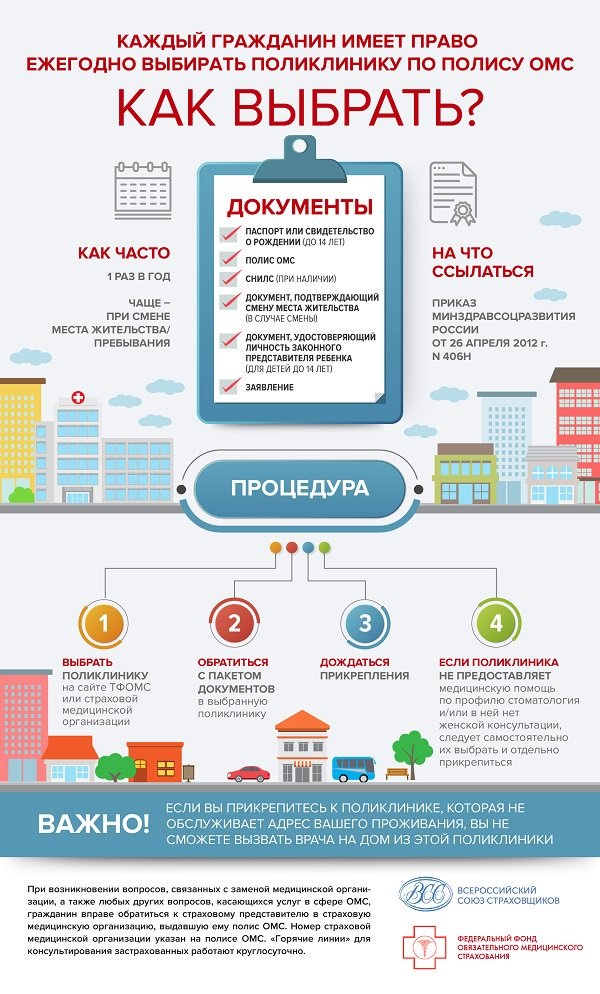 КАЖДЫЙ ГРАЖДАНИН ИМЕЕТ ПРАВО
ЕЖЕГОДНО ВЫБИРАТЬ ПОЛИКЛИНИКУ ПО ПОЛИСУ ОМС
КАК ВЫБРАТЬ?
КАК ЧАСТО
1 РАЗ В ГОД
ЧАЩЕ –
ПРИ СМЕНЕ
МЕСТА ЖИТЕЛЬСТВА/
ПРЕБЫВАНИЯ
ДОКУМЕНТЫ
ПАСПОРТ ИЛИ СВИДЕТЕЛЬСТВО
О РОЖДЕНИИ (ДО 14 ЛЕТ)
ПОЛИС ОМС
СНИЛС (ПРИ НАЛИЧИИ)
ДОКУМЕНТ, ПОДТВЕРЖДАЮЩИЙ
СМЕНУ МЕСТА ЖИТЕЛЬСТВА
(В СЛУЧАЕ СМЕНЫ)
ДОКУМЕНТ, УДОСТОВЕРЯЮЩИЙ
ЛИЧНОСТЬ ЗАКОННОГО
ПРЕДСТАВИТЕЛЯ РЕБЕНКА
(ДЛЯ ДЕТЕЙ ДО 14 ЛЕТ)
ЗАЯВЛЕНИЕ
НА ЧТО
ССЫЛАТЬСЯ
ПРИКАЗ
МИНЗДРАВСОЦРАЗВИТИЯ
РОССИИ
ОТ 26 АПРЕЛЯ 2012 г.
N 406Н
ПРОЦЕДУРА
1
ВЫБРАТЬ
ПОЛИКЛИНИКУ
на сайте ТФОМС
или страховой
медицинской
организации
2
ОБРАТИТЬСЯ
С ПАКЕТОМ
ДОКУМЕНТОВ
в выбранную
поликлинику
3
ДОЖДАТЬСЯ
ПРИКРЕПЛЕНИЯ
4
ЕСЛИ ПОЛИКЛИНИКА
НЕ ПРЕДОСТАВЛЯЕТ
медицинскую помощь
по профилю стоматология
и/или в ней нет
женской консультации,
следует самостоятельно
их выбрать и отдельно
прикрепиться
ВАЖНО!
ЕСЛИ ВЫ ПРИКРЕПИТЕСЬ К ПОЛИКЛИНИКЕ, КОТОРАЯ НЕ
ОБСЛУЖИВАЕТ АДРЕС ВАШЕГО ПРОЖИВАНИЯ, ВЫ НЕ
СМОЖЕТЕ ВЫЗВАТЬ ВРАЧА НА ДОМ ИЗ ЭТОЙ ПОЛИКЛИНИКИ
При возникновении вопросов, связанных с заменой медицинской органи-
зации, а также любых других вопросов, касающихся услуг в сфере ОМС,
гражданин вправе обратиться к страховому представителю в страховую
медицинскую организацию, выдавшую ему полис ОМС. Номер страховой
медицинской организации указан на полисе ОМС. «Горячие линии» для
консультирования застрахованных работают круглосуточно.
ВСС
ВСЕРОССИЙСКИЙ
СОЮЗ СТРАХОВЩИКОВ
ФЕДЕРАЛЬНЫЙ ФОНД
ОБЯЗАТЕЛЬНОГО МЕДИЦИНСКОГО
СТРАХОВАНИЯ